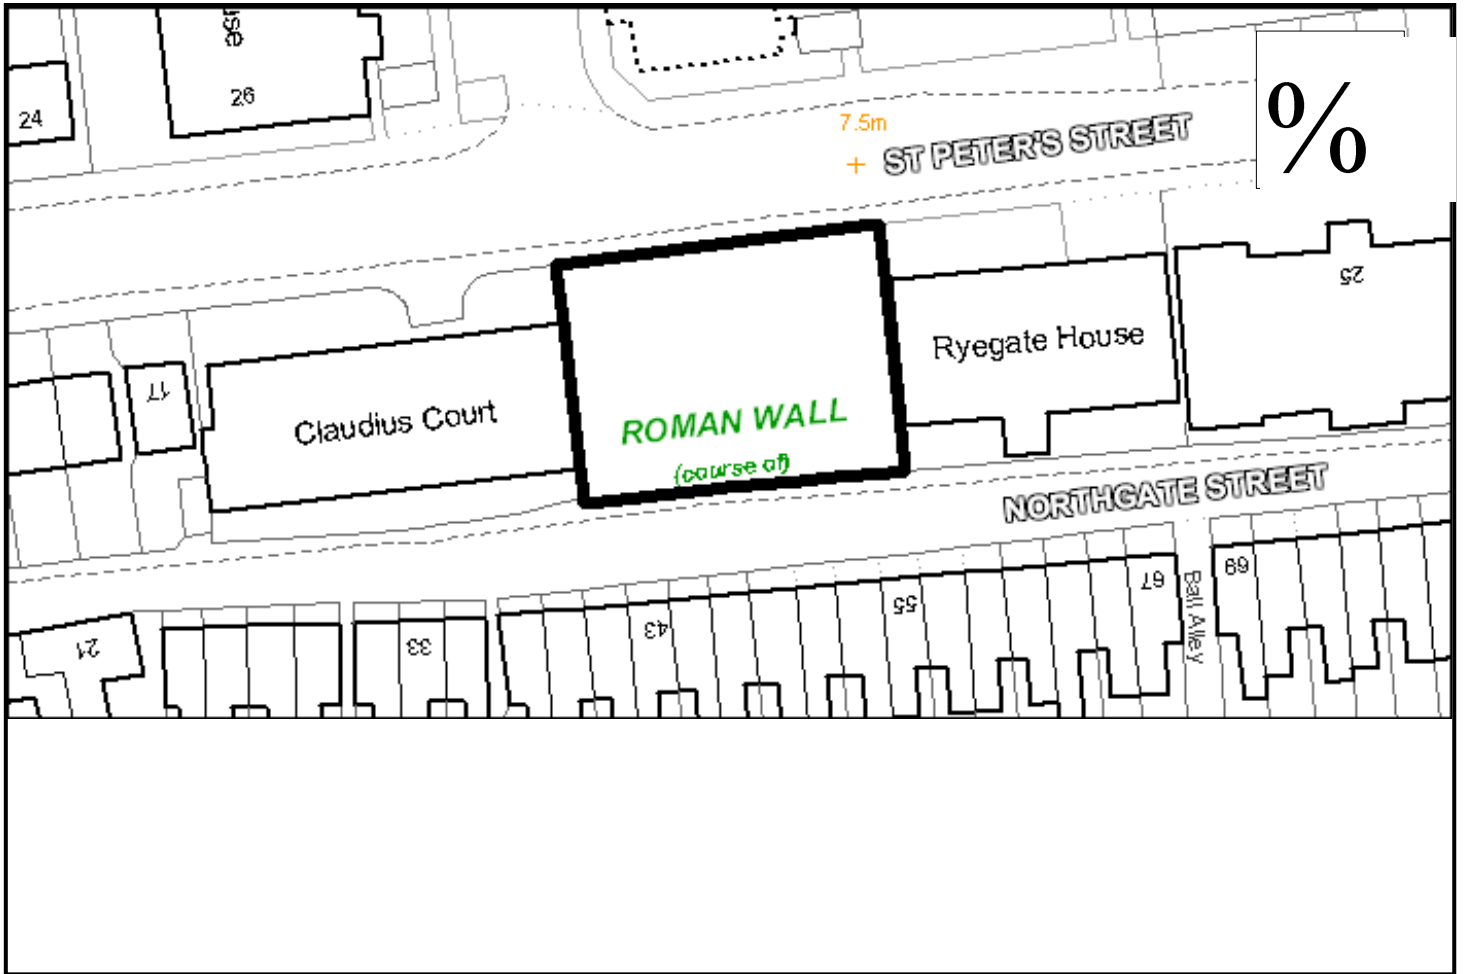 use
26
24
7.5m
ST PETER'S STREET
%
25
Ryegate House
17
Claudius Court
ROMAN WALL
(course of)
NORTHGATE STREET
21
33
43
55
67
Ball Alley
69